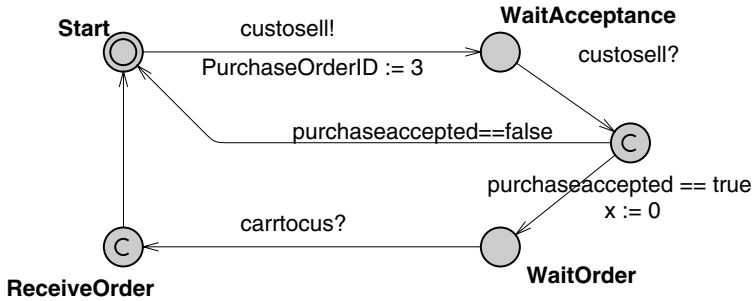 WaitAcceptance
Start
custosell!
custosell?
PurchaseOrderID := 3
purchaseaccepted==false
C
purchaseaccepted == true
x := 0
carrtocus?
C
WaitOrder
ReceiveOrder